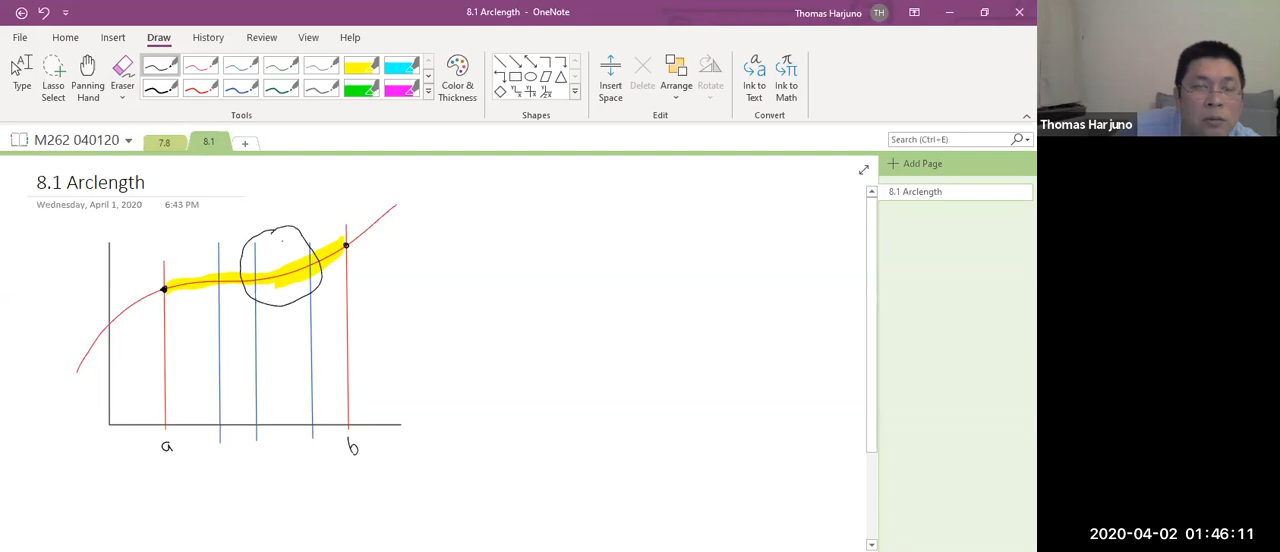 8.1 Arclength - OneNote
Thomas Harjuno TH
File Home Insert Draw History Review View Help
Type Lasso Select Panning Hand Eraser
Color & Thickness
Insert Space Delete Arrange Rotate
Ink to Text Ink to Math
Tools Shapes Edit Convert
M262 040120 7.8 8.1
Search (Ctrl+E)
Add Page
8.1 Arclength
8.1 Arclength
Wednesday, April 1, 2020 6:43 PM
a b
Thomas Harjuno
2020-04-02 01:46:11